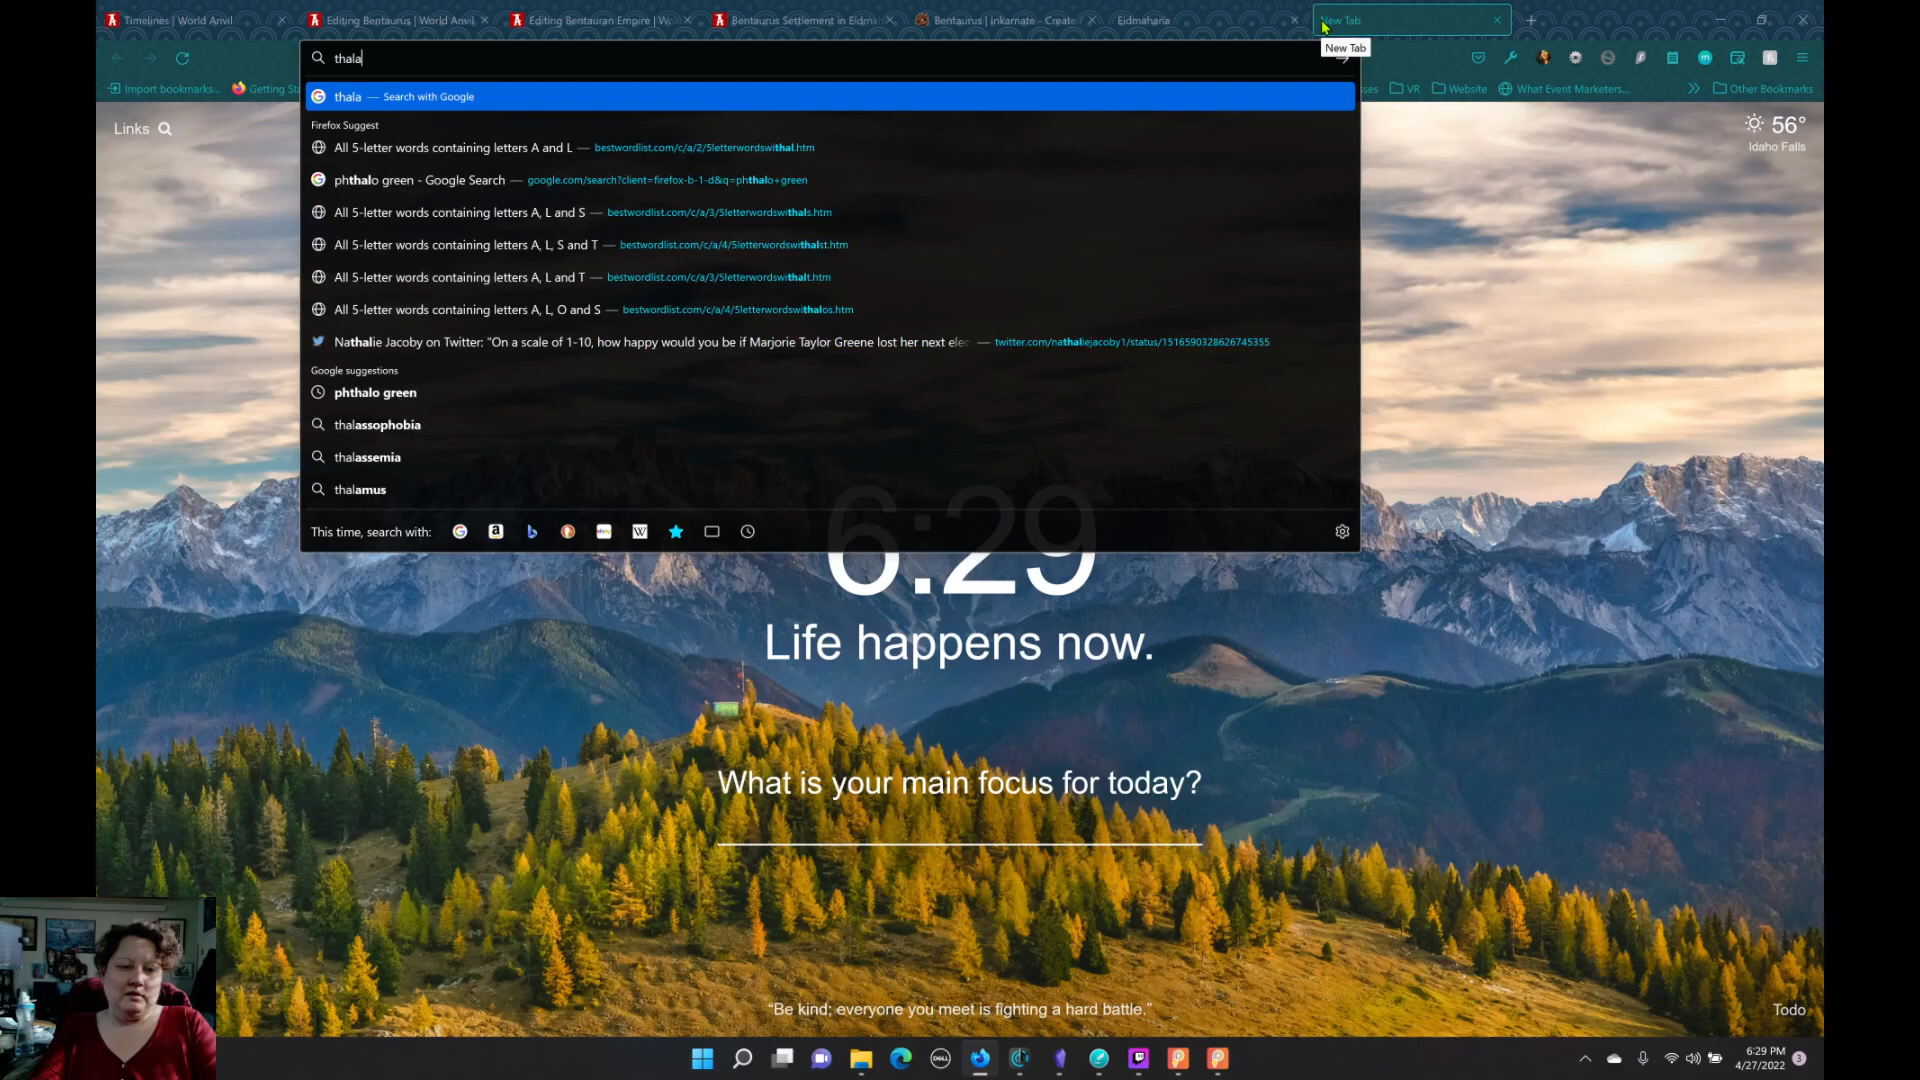 Timelines | World Anvil
Editing Bentaurus | World Anvil
Editing Bentauran Empire | Wo
Bentaurus Settlement in Eidma
Bentaurus | Inkarnate - Create
Eidmaharia
New Tab
New Tab
thala
Import bookmarks...
Getting Sta
sses
VR
Website
What Event Marketers...
Other Bookmarks
thala — Search with Google
Firefox Suggest
All 5-letter words containing letters A and L — bestwordlist.com/c/a/2/5letterwordswithal.htm
phthalo green - Google Search — google.com/search?client=firefox-b-1-d&q=phthalo+green
All 5-letter words containing letters A, L and S — bestwordlist.com/c/a/3/5letterwordswithals.htm
All 5-letter words containing letters A, L, S and T — bestwordlist.com/c/a/4/5letterwordswithalst.htm
All 5-letter words containing letters A, L and T — bestwordlist.com/c/a/3/5letterwordswithalt.htm
All 5-letter words containing letters A, L, O and S — bestwordlist.com/c/a/4/5letterwordswithalos.htm
Nathalie Jacoby on Twitter: "On a scale of 1-10, how happy would you be if Marjorie Taylor Greene lost her next elec — twitter.com/nathaliejacoby1/status/1516590328626745355
Google suggestions
phthalo green
thalassophobia
thalassemia
thalamus
This time, search with:
Links
56°
Idaho Falls
6:29
Life happens now.
What is your main focus for today?
"Be kind; everyone you meet is fighting a hard battle."
Todo
DELL
6:29 PM
4/27/2022
3